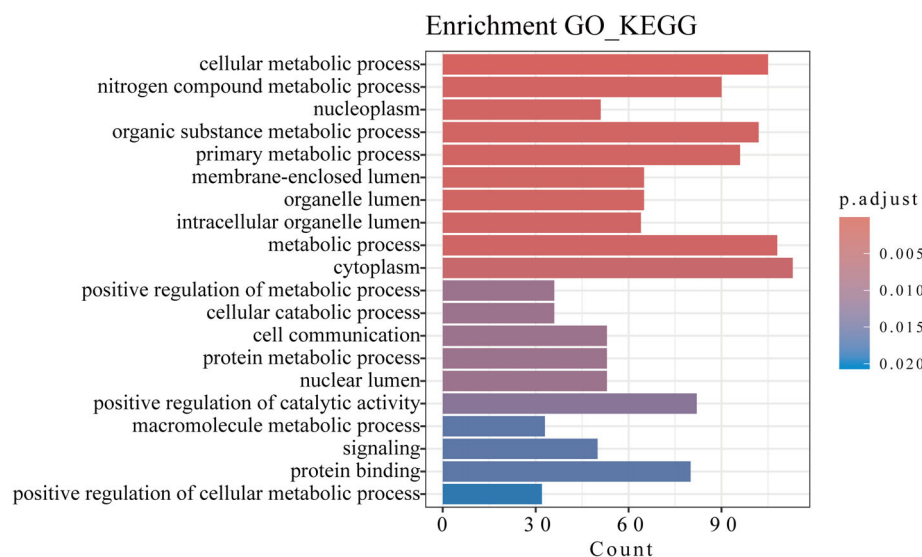 Enrichment GO_KEGG
cellular metabolic process
nitrogen compound metabolic process
nucleoplasm
organic substance metabolic process
primary metabolic process
membrane-enclosed lumen
organelle lumen
intracellular organelle lumen
metabolic process
cytoplasm
positive regulation of metabolic process
cellular catabolic process
cell communication
protein metabolic process
nuclear lumen
positive regulation of catalytic activity
macromolecule metabolic process
signaling
protein binding
positive regulation of cellular metabolic process
0 30 60 90
Count
p.adjust
0.005
0.010
0.015
0.020